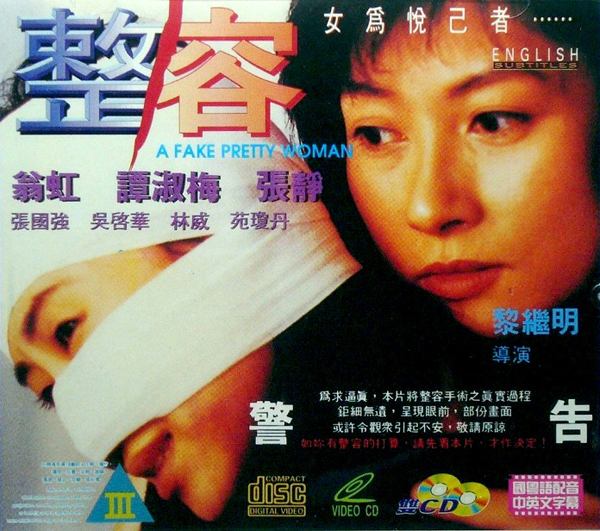 整容
女為悅己者……
ENGLISH
SUBTITLES
A FAKE PRETTY WOMAN
翁虹 譚淑梅 張靜
張國強 吳啓華 林威 苑瓊丹
黎繼明
導演
警告
為求逼眞,本片將整容手術之眞實過程
鉅細無遺,呈現眼前,部份畫面
或許令觀衆引起不安,敬請原諒
如妳有整容的打算,請先看本片,才作決定!
III
COMPACT
disc
DIGITAL VIDEO
VIDEO CD
雙CD
國粵語配音
中英文字幕